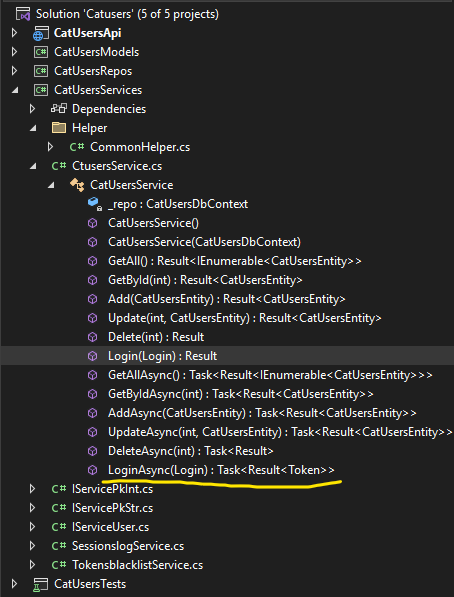 Solution 'Catusers' (5 of 5 projects)
CatUsersApi
C# CatUsersModels
C# CatUsersRepos
C# CatUsersServices
Dependencies
Helper
C# CommonHelper.cs
C# CtusersService.cs
CatUsersService
_repo : CatUsersDbContext
CatUsersService()
CatUsersService(CatUsersDbContext)
GetAll() : Result<IEnumerable<CatUsersEntity>>
GetById(int) : Result<CatUsersEntity>
Add(CatUsersEntity) : Result<CatUsersEntity>
Update(int, CatUsersEntity) : Result<CatUsersEntity>
Delete(int) : Result
Login(Login) : Result
GetAllAsync() : Task<Result<IEnumerable<CatUsersEntity>>>
GetByIdAsync(int) : Task<Result<CatUsersEntity>>
AddAsync(CatUsersEntity) : Task<Result<CatUsersEntity>>
UpdateAsync(int, CatUsersEntity) : Task<Result<CatUsersEntity>>
DeleteAsync(int) : Task<Result>
LoginAsync(Login) : Task<Result<Token>>
C# IServicePkInt.cs
C# IServicePkStr.cs
C# IServiceUser.cs
C# SessionslogService.cs
C# TokensblacklistService.cs
CatUsersTests